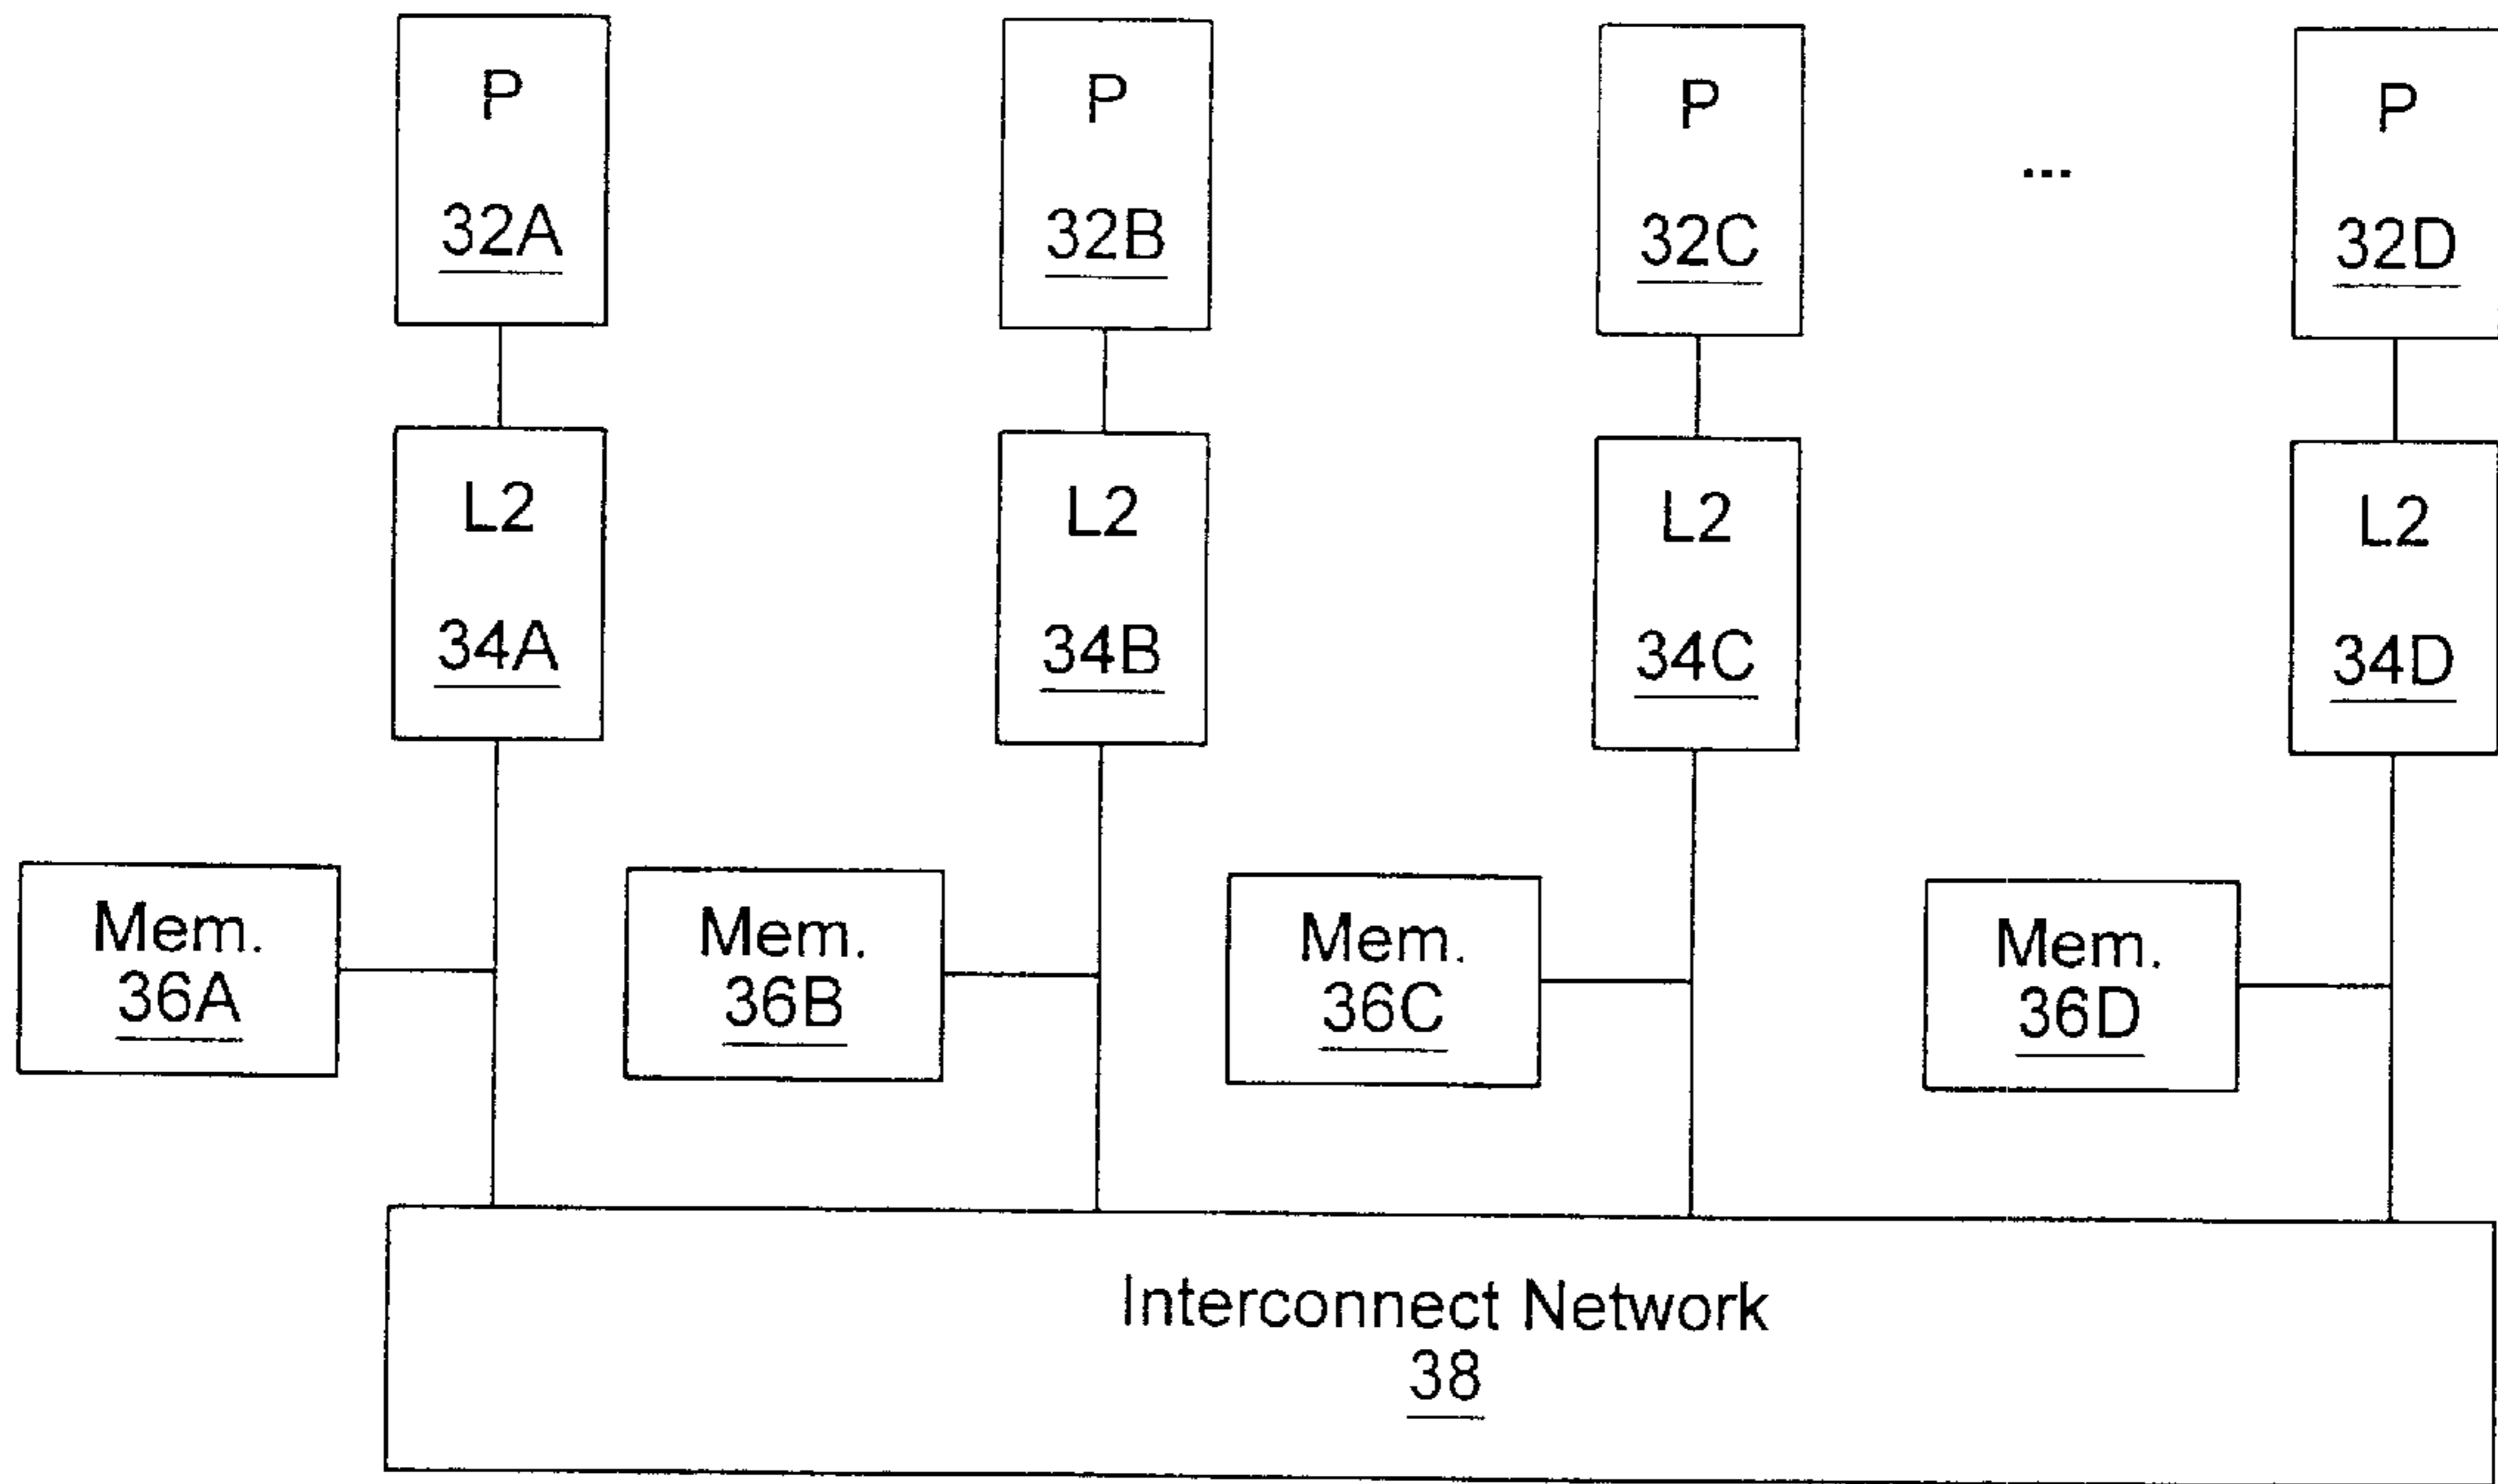 P
32A
P
32B
P
32C
...
P
32D
L2
34A
L2
34B
L2
34C
L2
34D
Mem.
36A
Mem.
36B
Mem.
36C
Mem.
36D
Interconnect Network
38